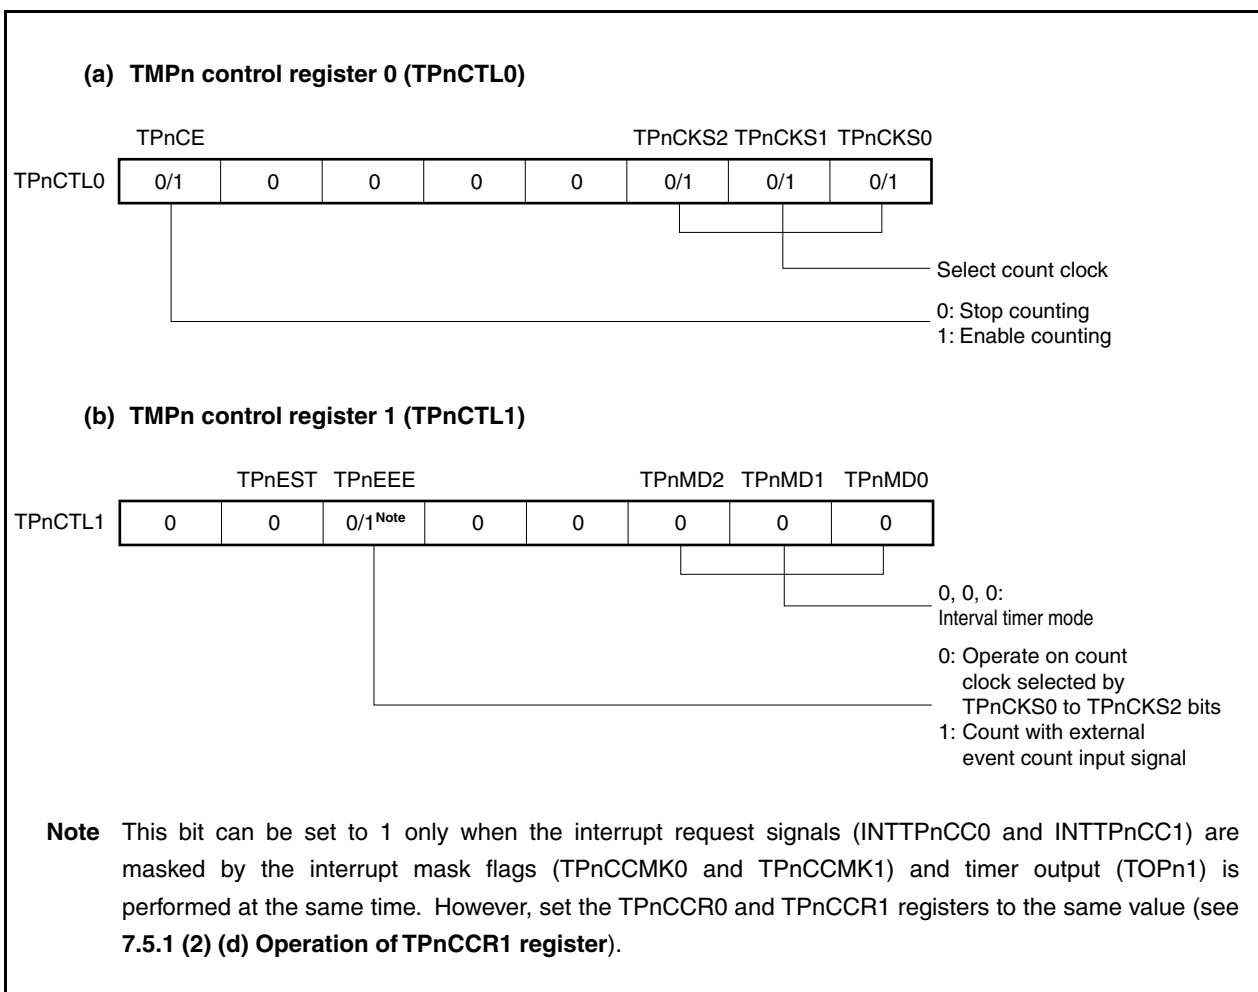 (a) TMPn control register 0 (TPnCTL0)
TPnCE TPnCKS2 TPnCKS1 TPnCKS0
TPnCTL0 0/1 0 0 0 0 0/1 0/1 0/1
Select count clock
0: Stop counting
1: Enable counting
(b) TMPn control register 1 (TPnCTL1)
TPnEST TPnEEE TPnMD2 TPnMD1 TPnMD0
TPnCTL1 0 0 0/1Note 0 0 0 0 0
0, 0, 0:
Interval timer mode
0: Operate on count
clock selected by
TPnCKS0 to TPnCKS2 bits
1: Count with external
event count input signal
Note This bit can be set to 1 only when the interrupt request signals (INTTPnCC0 and INTTPnCC1) are
masked by the interrupt mask flags (TPnCCMK0 and TPnCCMK1) and timer output (TOPn1) is
performed at the same time. However, set the TPnCCR0 and TPnCCR1 registers to the same value (see
7.5.1 (2) (d) Operation of TPnCCR1 register).